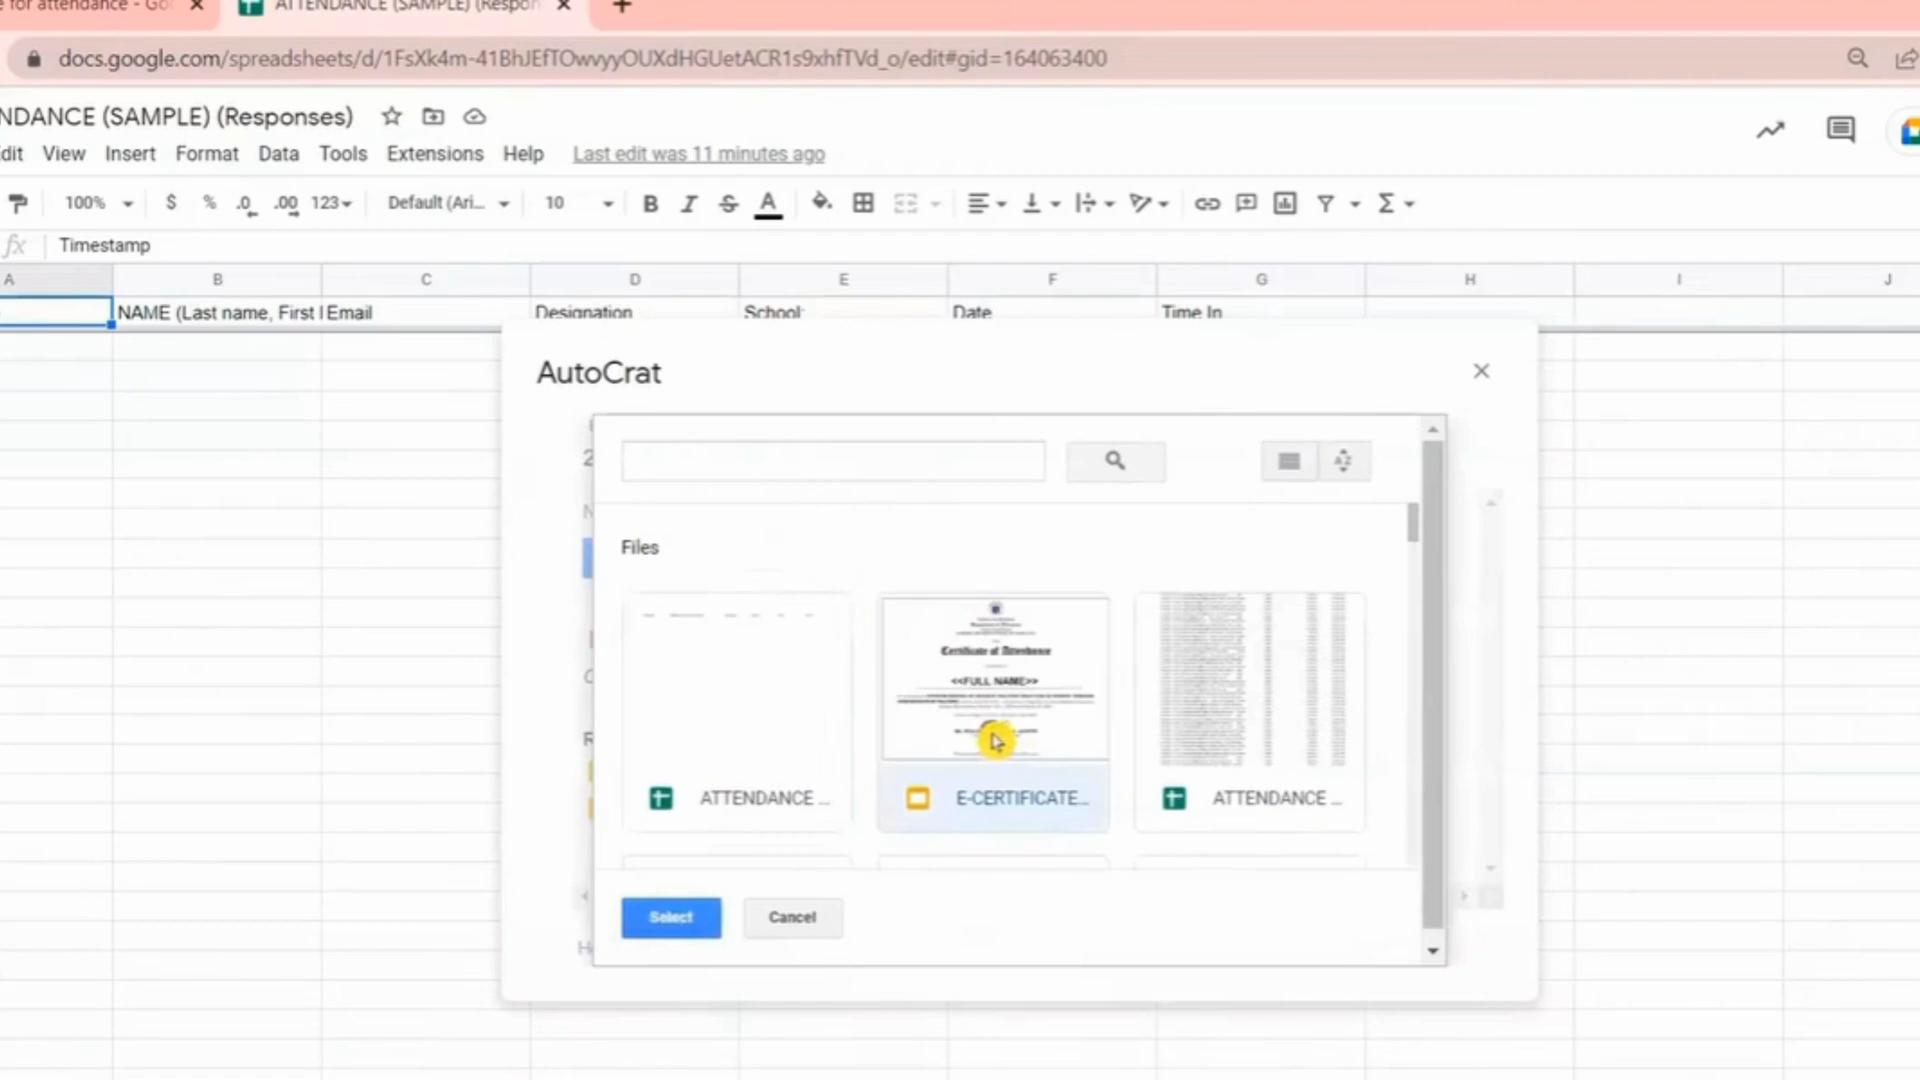 e for attendance - Go
ATTENDANCE (SAMPLE) (Respon
docs.google.com/spreadsheets/d/1FsXk4m-41BhJEfTOwvyyOUXdHGUetACR1s9xhfTVd_o/edit#gid=164063400
NDANCE (SAMPLE) (Responses)
dit View Insert Format Data Tools Extensions Help Last edit was 11 minutes ago
100% $ % .0 .00 123 Default (Ari... 10 B I S A
fx Timestamp
A B C D E F G H I J
NAME (Last name, First I Email Designation School: Date Time In
AutoCrat
2
Files
Certificate of Attendance
<<FULL NAME>>
ATTENDANCE ... E-CERTIFICATE... ATTENDANCE ...
Select Cancel